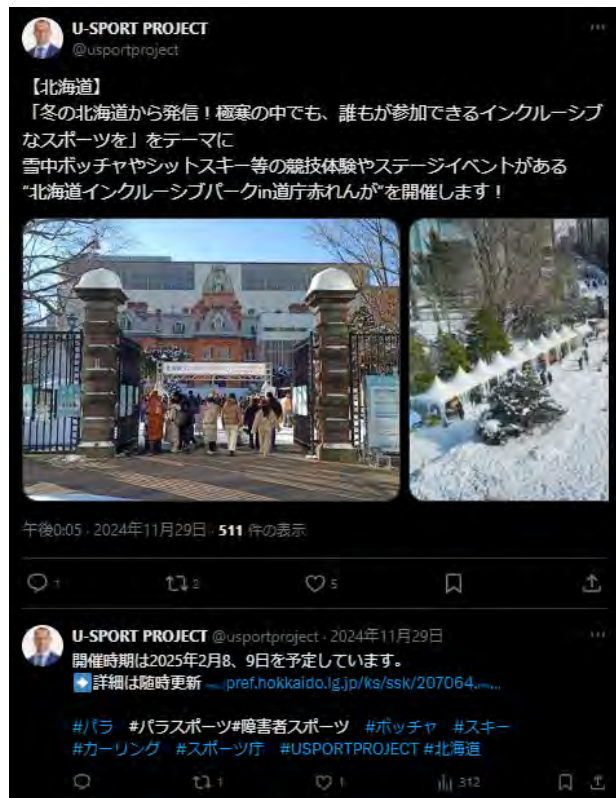 U-SPORT PROJECT
@usportproject
【北海道】
「冬の北海道から発信！極寒の中でも、誰もが参加できるインクルーシブ
なスポーツを」をテーマに
雪中ボッチャやシットスキー等の競技体験やステージイベントがある
“北海道インクルーシブパークin道庁赤れんが”を開催します！
午後0:05 · 2024年11月29日 · 511 件の表示
1 2 5
U-SPORT PROJECT @usportproject · 2024年11月29日
開催時期は2025年2月8、9日を予定しています。
➡詳細は随時更新 pref.hokkaido.lg.jp/ks/ssk/207064...
#パラ #パラスポーツ#障害者スポーツ #ボッチャ #スキー
#カーリング #スポーツ庁 #USPORTPROJECT #北海道
1 1 312